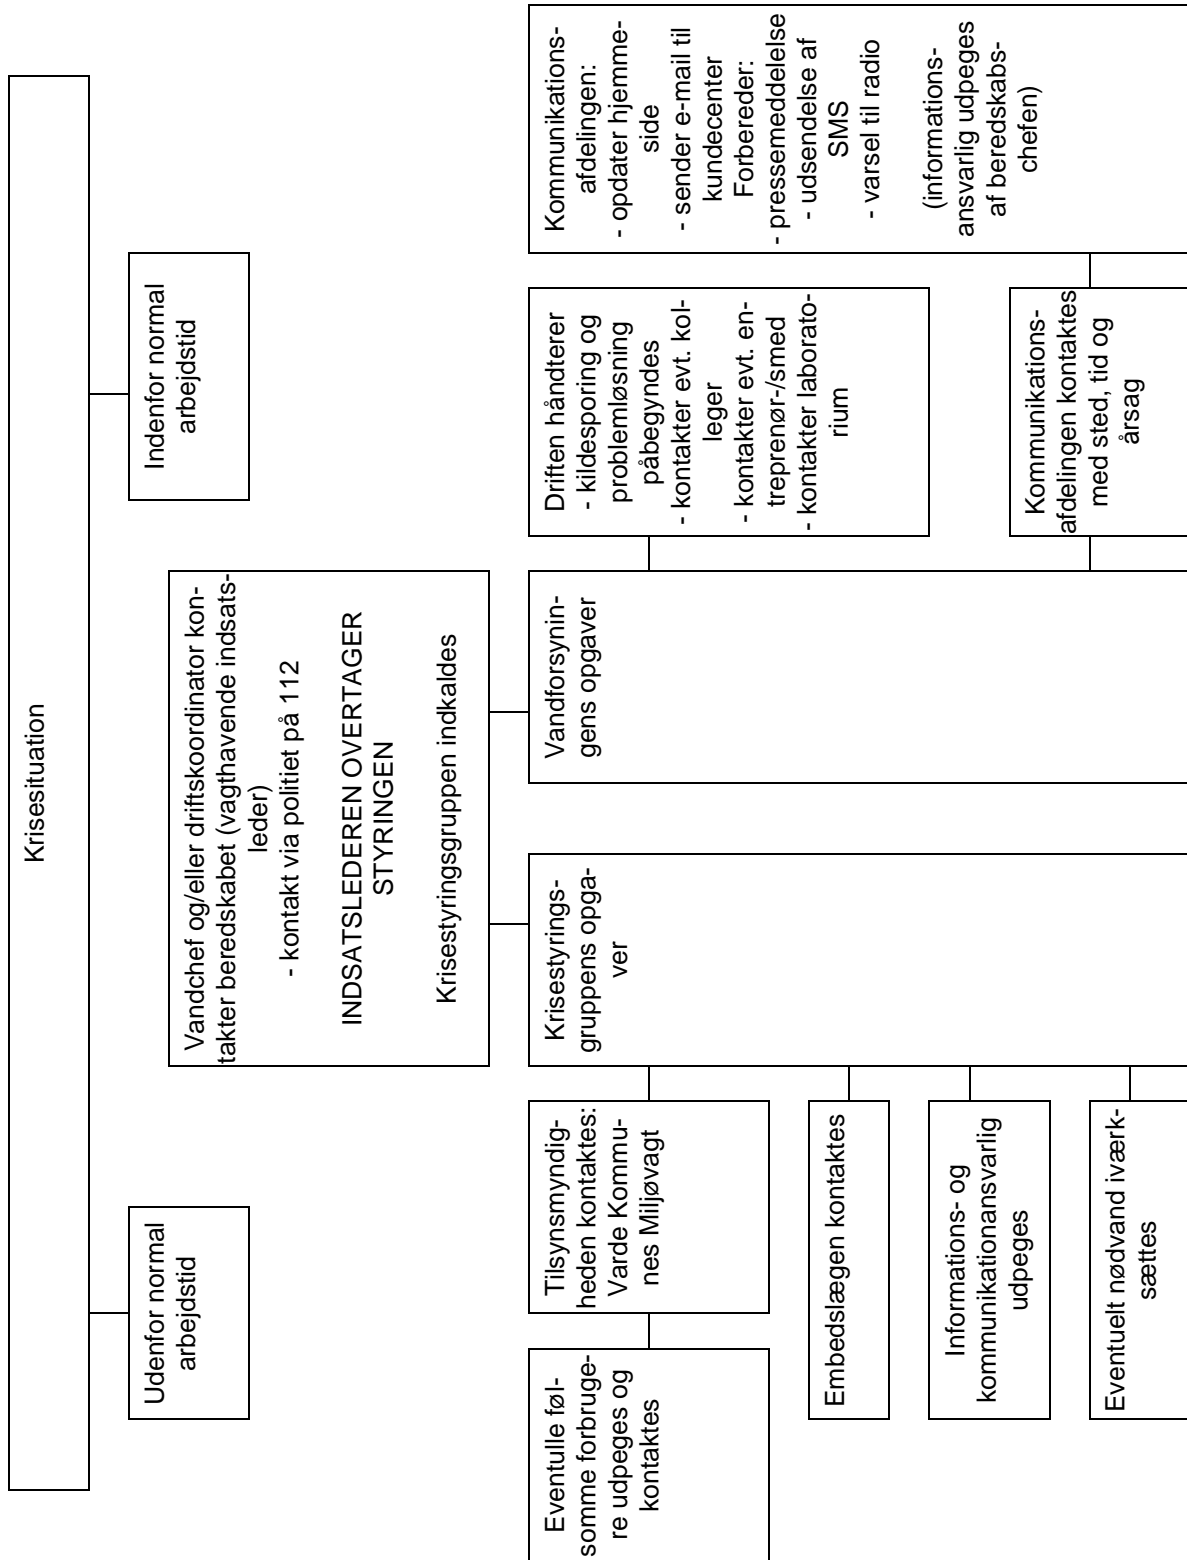 Krisesituation
Udenfor normal
arbejdstid
Indenfor normal
arbejdstid
Vandchef og/eller driftskoordinator kon-
takter beredskabet (vagthavende indsats-
leder)
- kontakt via politiet på 112
INDSATSLEDEREN OVERTAGER
STYRINGEN
Krisestyringsgruppen indkaldes
Eventulle føl-
somme forbruge-
re udpeges og
kontaktes
Tilsynsmyndig-
heden kontaktes:
Varde Kommu-
nes Miljøvagt
Embedslægen kontaktes
Informations- og
kommunikationansvarlig
udpeges
Eventuelt nødvand iværk-
sættes
Krisestyrings-
gruppens opga-
ver
Vandforsynin-
gens opgaver
Driften håndterer
- kildesporing og
problemløsning
påbegyndes
- kontakter evt. kol-
leger
- kontakter evt. en-
treprenør-/smed
- kontakter laborato-
rium
Kommunikations-
afdelingen kontaktes
med sted, tid og
årsag
Kommunikations-
afdelingen:
- opdater hjemme-
side
- sender e-mail til
kundecenter
Forbereder:
- pressemeddelelse
- udsendelse af
SMS
- varsel til radio
(informations-
ansvarlig udpeges
af beredskabs-
chefen)